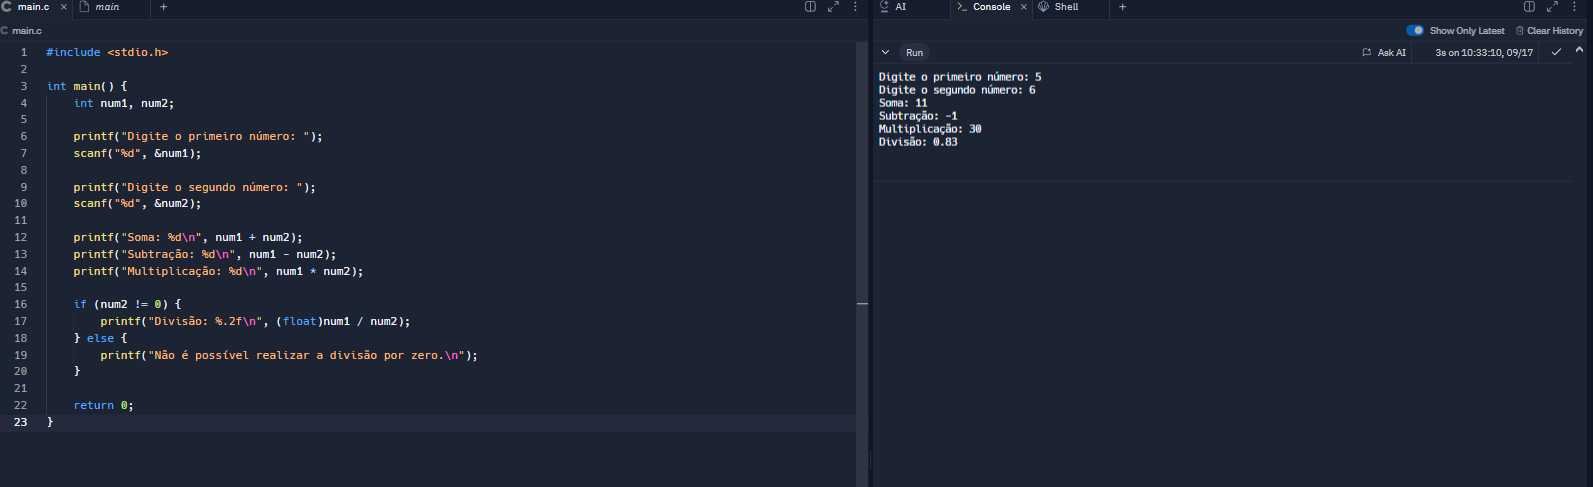 main.c × main +
main.c
1 #include <stdio.h>
2
3 int main() {
4 int num1, num2;
5
6 printf("Digite o primeiro número: ");
7 scanf("%d", &num1);
8
9 printf("Digite o segundo número: ");
10 scanf("%d", &num2);
11
12 printf("Soma: %d\n", num1 + num2);
13 printf("Subtração: %d\n", num1 - num2);
14 printf("Multiplicação: %d\n", num1 * num2);
15
16 if (num2 != 0) {
17 printf("Divisão: %.2f\n", (float)num1 / num2);
18 } else {
19 printf("Não é possível realizar a divisão por zero.\n");
20 }
21
22 return 0;
23 }
AI Console × Shell +
Show Only Latest Clear History
Run Ask AI 3s on 10:33:10, 09/17
Digite o primeiro número: 5
Digite o segundo número: 6
Soma: 11
Subtração: -1
Multiplicação: 30
Divisão: 0.83